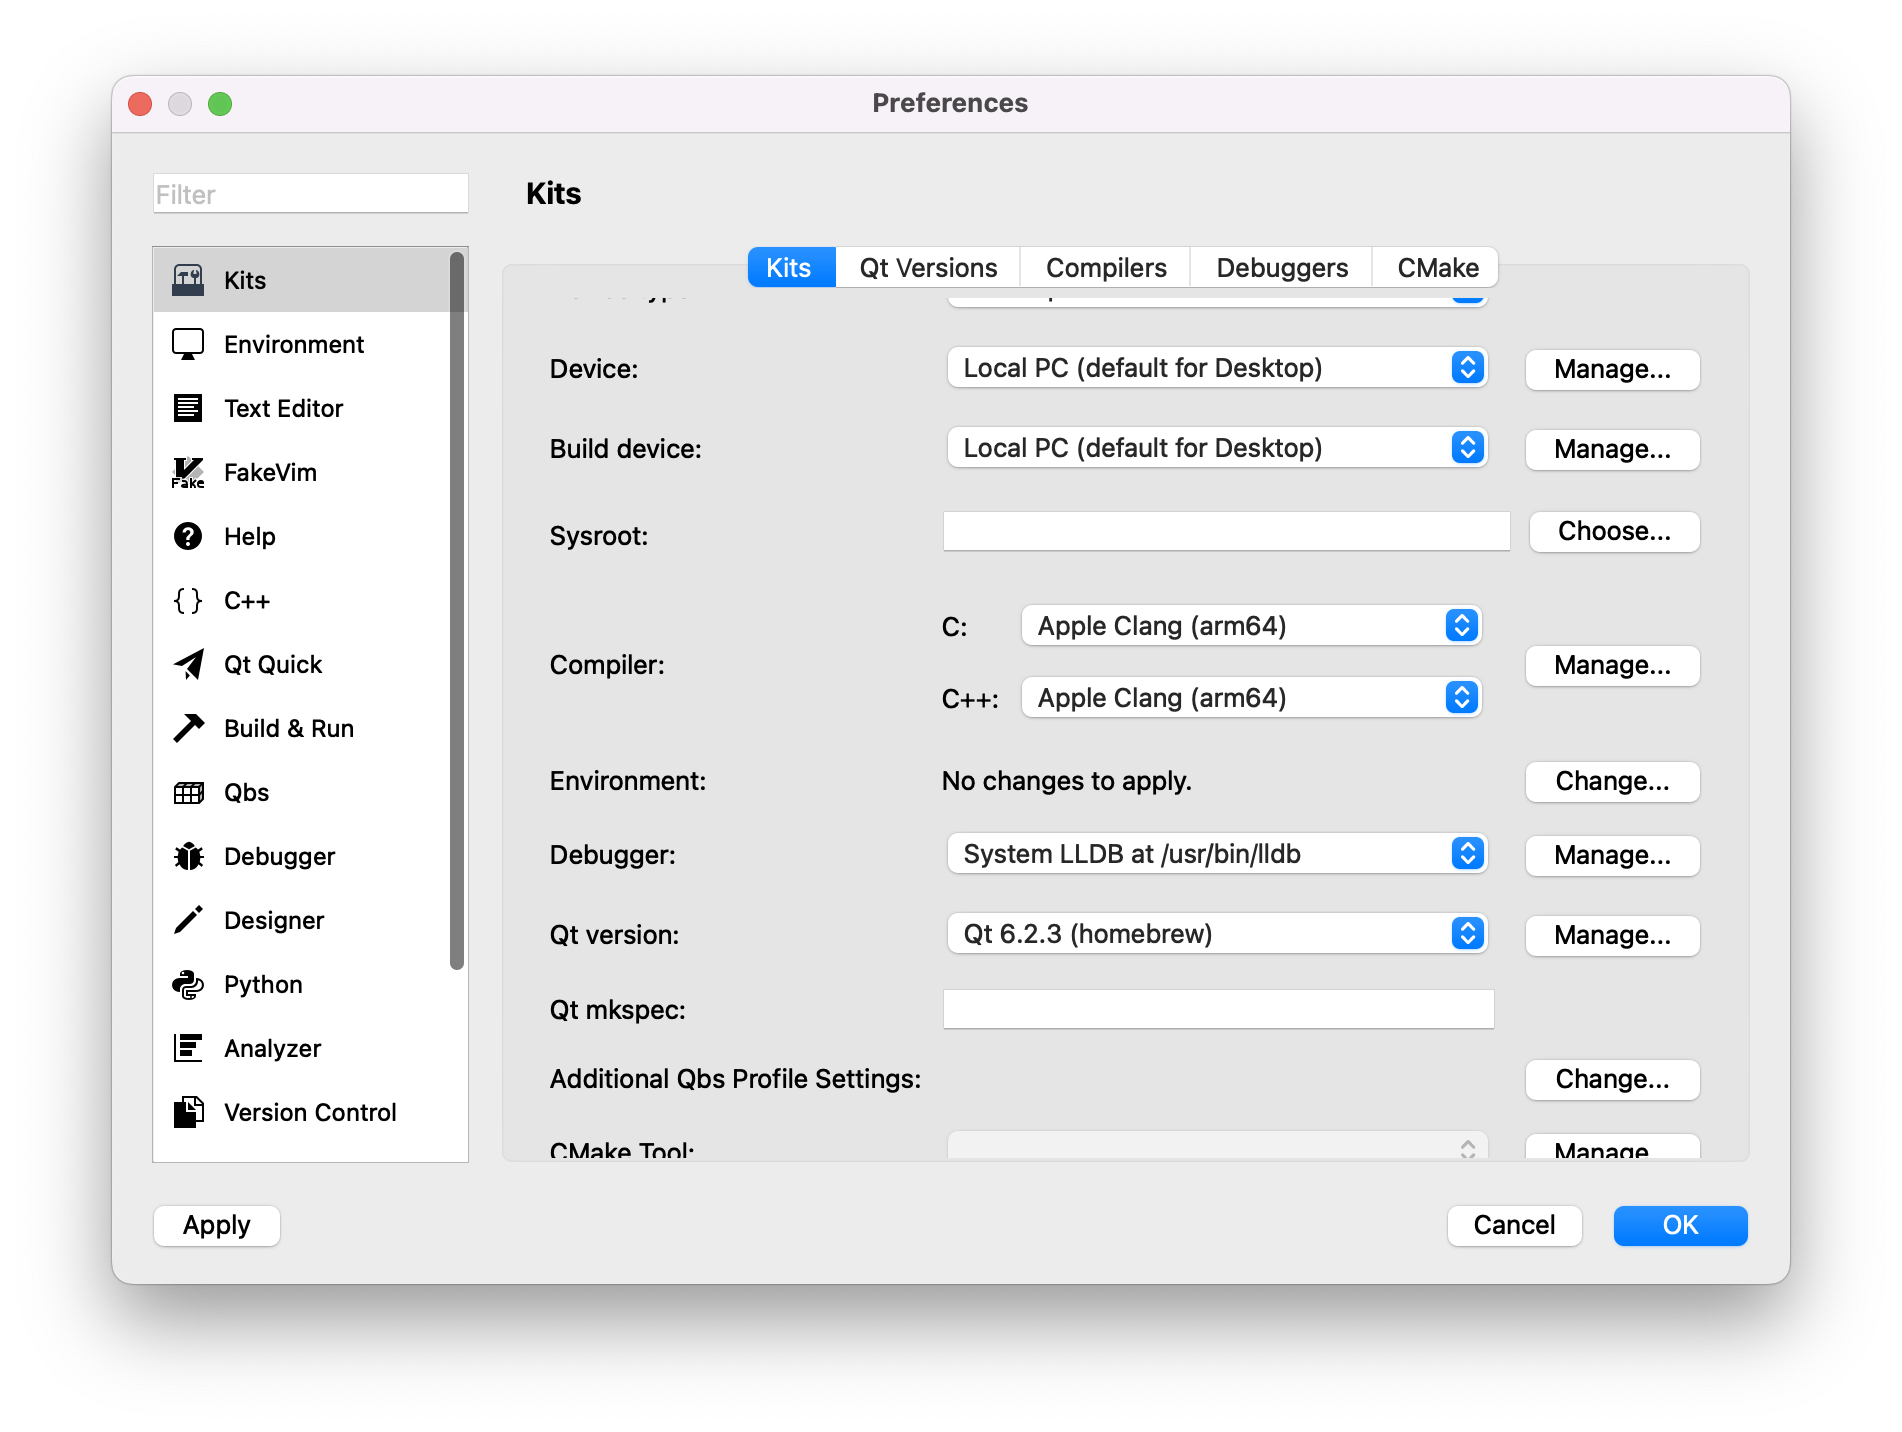 Preferences
Filter
Kits
Kits
Environment
Text Editor
FakeVim
Fake
Help
C++
Qt Quick
Build & Run
Qbs
Debugger
Designer
Python
Analyzer
Version Control
Kits Qt Versions Compilers Debuggers CMake
Device: Local PC (default for Desktop) Manage...
Build device: Local PC (default for Desktop) Manage...
Sysroot: Choose...
Compiler: C: Apple Clang (arm64) Manage...
C++: Apple Clang (arm64)
Environment: No changes to apply. Change...
Debugger: System LLDB at /usr/bin/lldb Manage...
Qt version: Qt 6.2.3 (homebrew) Manage...
Qt mkspec:
Additional Qbs Profile Settings: Change...
CMake Tool: Manage...
Apply Cancel OK